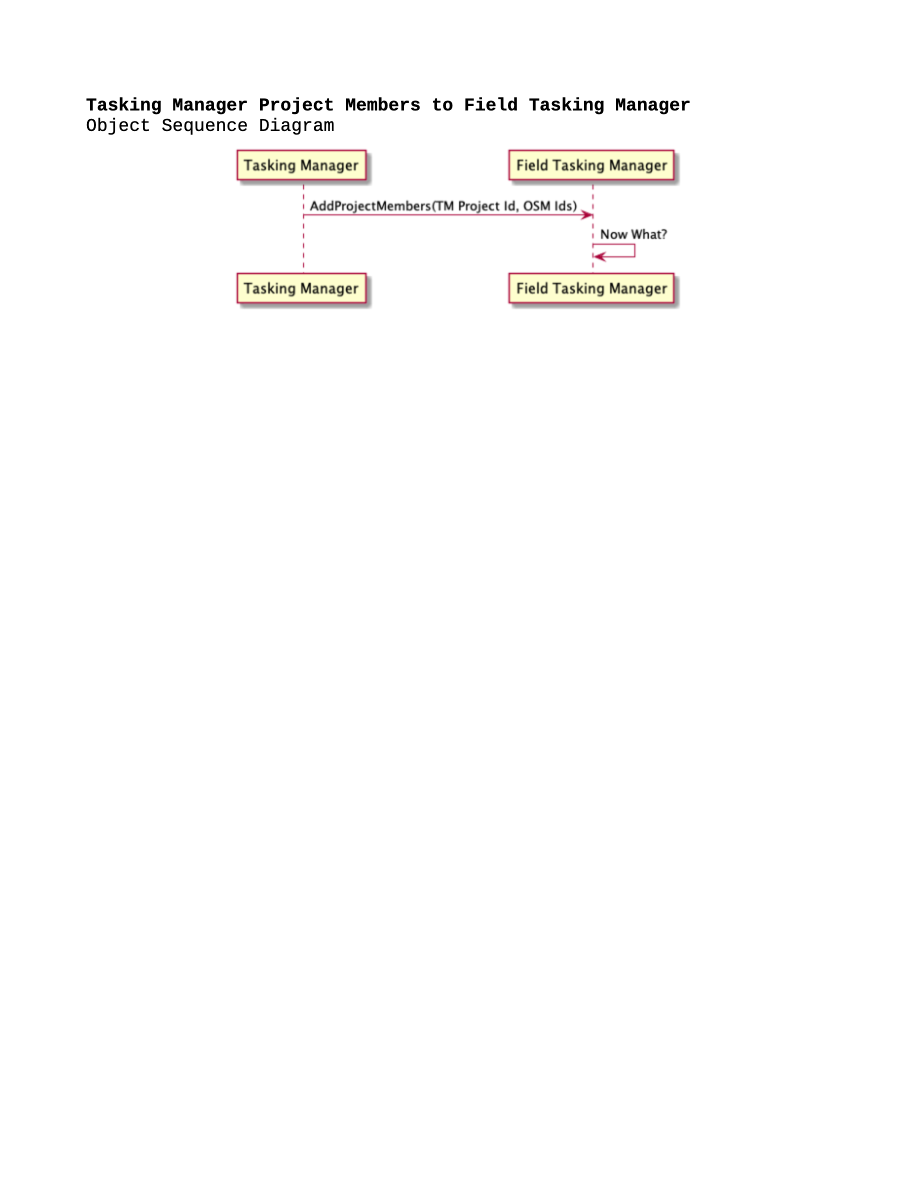 Tasking Manager Project Members to Field Tasking Manager
Object Sequence Diagram
Tasking Manager
Field Tasking Manager
AddProjectMembers(TM Project Id, OSM Ids)
Now What?
Tasking Manager
Field Tasking Manager